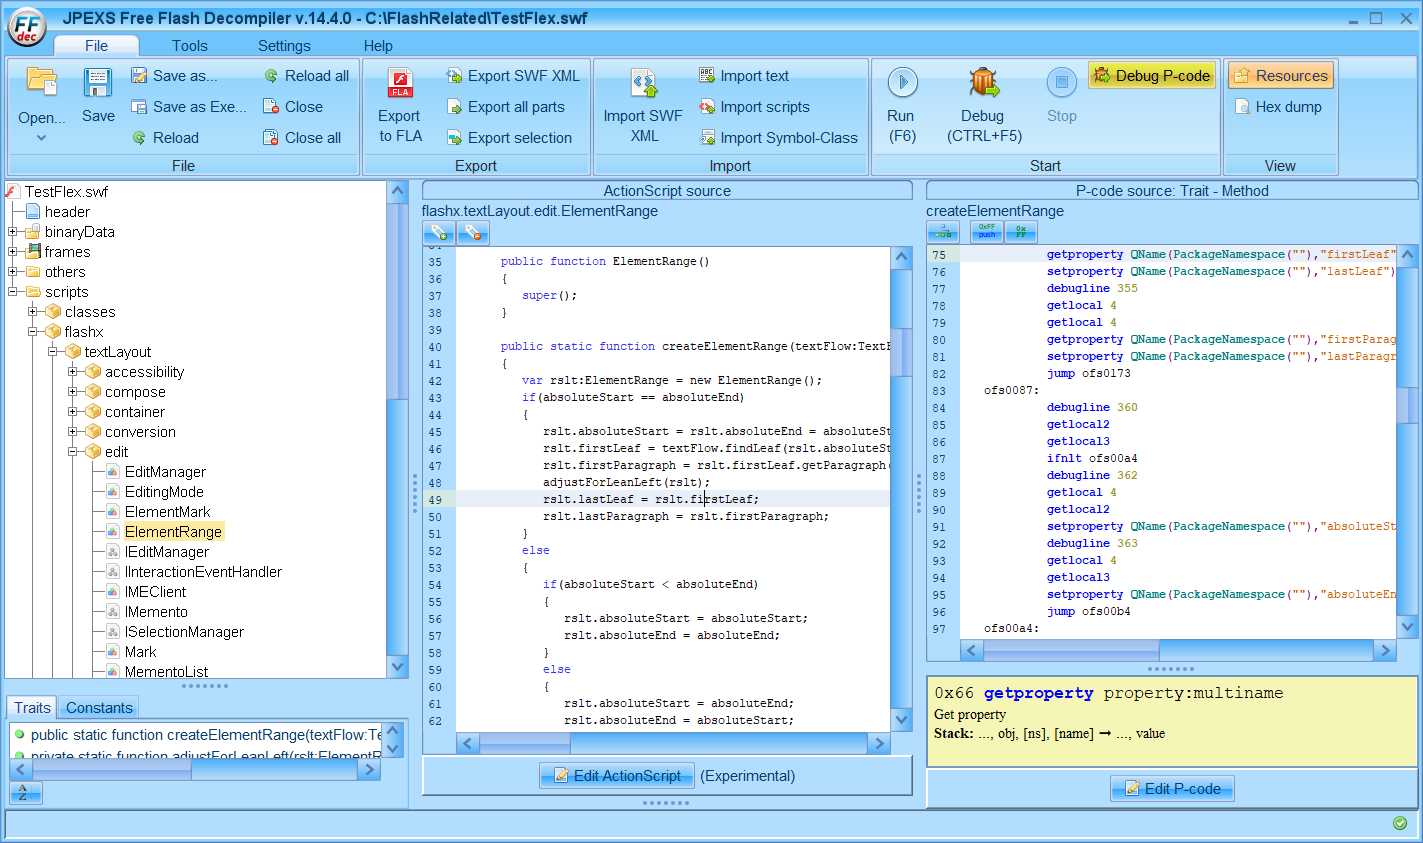 JPEXS Free Flash Decompiler v.14.4.0 - C:\FlashRelated\TestFlex.swf
FF
dec
File Tools Settings Help
Open...
Save
Save as...
Save as Exe...
Reload
Reload all
Close
Close all
File
FLA
Export
to FLA
Export SWF XML
Export all parts
Export selection
Export
Import SWF
XML
Import text
Import scripts
Import Symbol-Class
Import
Run
(F6)
Debug
(CTRL+F5)
Stop
Debug P-code
Start
Resources
Hex dump
View
TestFlex.swf
header
binaryData
frames
others
scripts
classes
flashx
textLayout
accessibility
compose
container
conversion
edit
EditManager
EditingMode
ElementMark
ElementRange
IEditManager
IInteractionEventHandler
IMEClient
IMemento
ISelectionManager
Mark
MementoList
Traits Constants
public static function createElementRange(textFlow:Te
private static function adjustForLeanLeft(rslt:ElementR
A
Z
ActionScript source
flashx.textLayout.edit.ElementRange
35 public function ElementRange()
36 {
37 super();
38 }
39
40 public static function createElementRange(textFlow:TextF
41 {
42 var rslt:ElementRange = new ElementRange();
43 if(absoluteStart == absoluteEnd)
44 {
45 rslt.absoluteStart = rslt.absoluteEnd = absoluteSt
46 rslt.firstLeaf = textFlow.findLeaf(rslt.absoluteSt
47 rslt.firstParagraph = rslt.firstLeaf.getParagraph(
48 adjustForLeanLeft(rslt);
49 rslt.lastLeaf = rslt.firstLeaf;
50 rslt.lastParagraph = rslt.firstParagraph;
51 }
52 else
53 {
54 if(absoluteStart < absoluteEnd)
55 {
56 rslt.absoluteStart = absoluteStart;
57 rslt.absoluteEnd = absoluteEnd;
58 }
59 else
60 {
61 rslt.absoluteStart = absoluteEnd;
62 rslt.absoluteEnd = absoluteStart;
Edit ActionScript (Experimental)
P-code source: Trait - Method
createElementRange
0xFF
push
0x
FF
75 getproperty QName(PackageNamespace(""),"firstLeaf"
76 setproperty QName(PackageNamespace(""),"lastLeaf")
77 debugline 355
78 getlocal 4
79 getlocal 4
80 getproperty QName(PackageNamespace(""),"firstParag
81 setproperty QName(PackageNamespace(""),"lastParagr
82 jump ofs0173
83 ofs0087:
84 debugline 360
85 getlocal2
86 getlocal3
87 ifnlt ofs00a4
88 debugline 362
89 getlocal 4
90 getlocal2
91 setproperty QName(PackageNamespace(""),"absoluteSt
92 debugline 363
93 getlocal 4
94 getlocal3
95 setproperty QName(PackageNamespace(""),"absoluteEn
96 jump ofs00b4
97 ofs00a4:
0x66 getproperty property:multiname
Get property
Stack: ..., obj, [ns], [name] → ..., value
Edit P-code